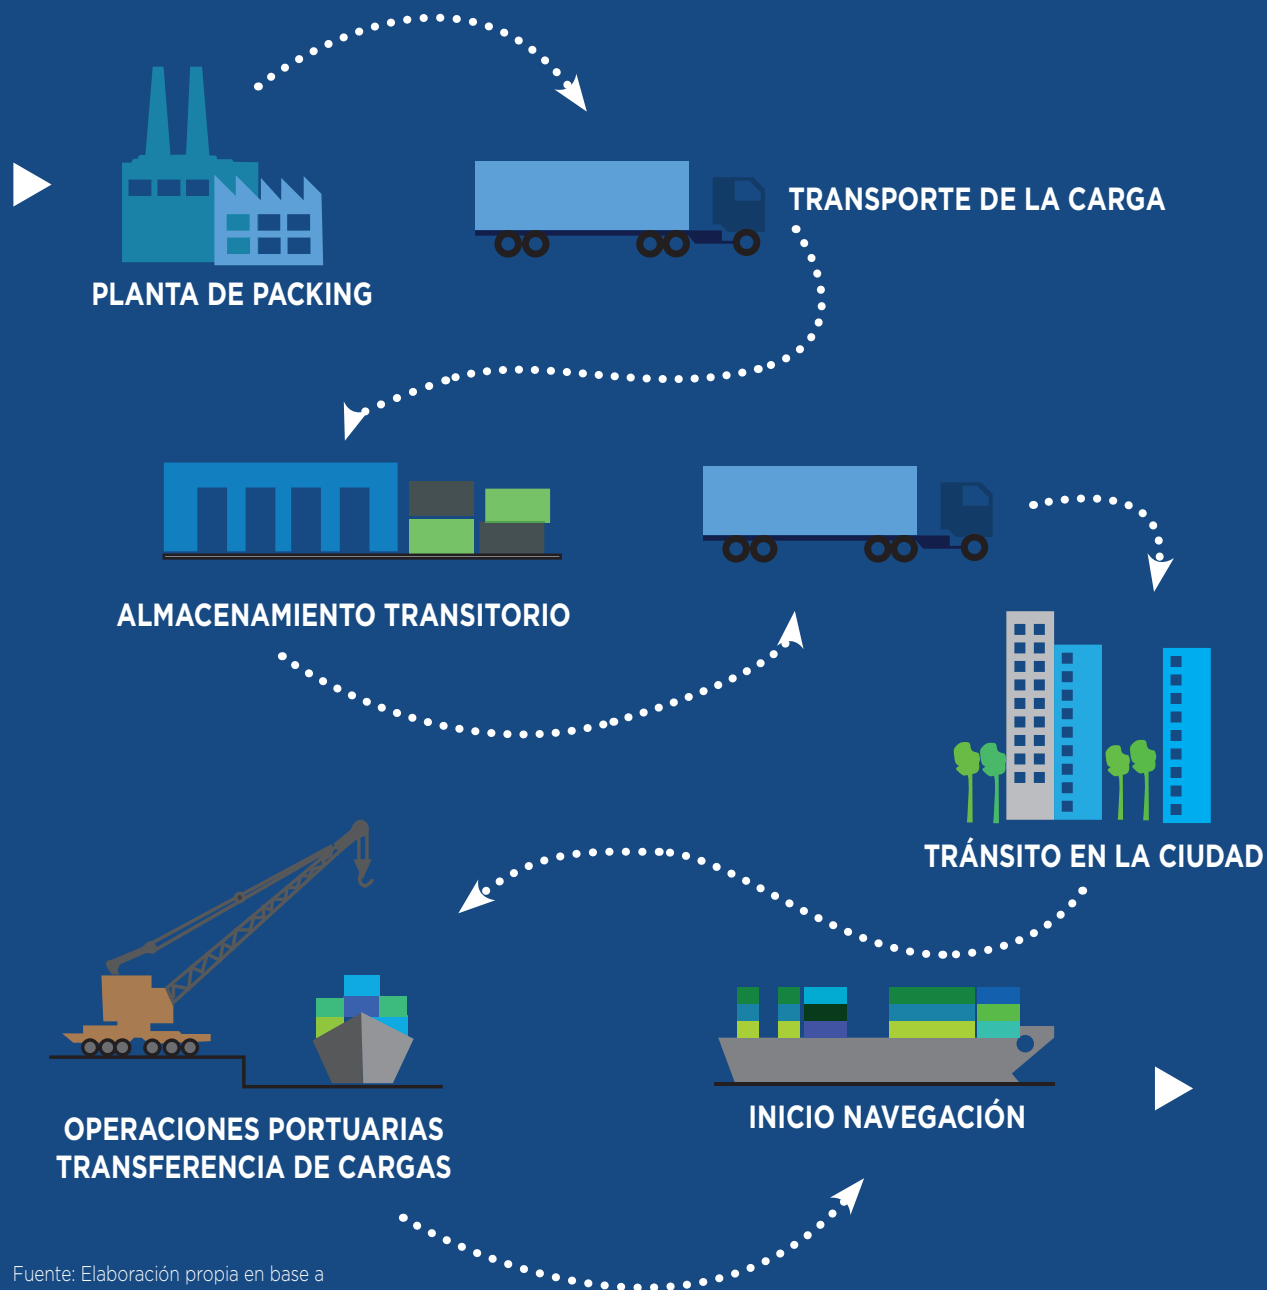 PLANTA DE PACKING
TRANSPORTE DE LA CARGA
ALMACENAMIENTO TRANSITORIO
TRÁNSITO EN LA CIUDAD
OPERACIONES PORTUARIAS
TRANSFERENCIA DE CARGAS
INICIO NAVEGACIÓN
Fuente: Elaboración propia en base a